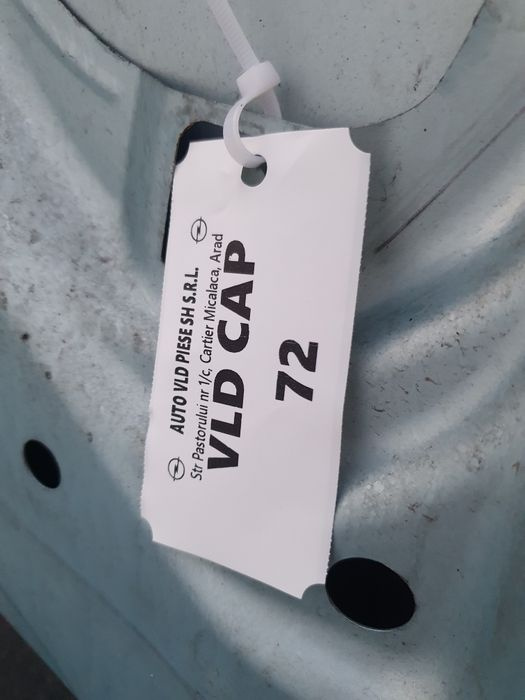 AUTO VLD PIESE SH S.R.L.
Str Pastorului nr 1/c, Cartier Micalaca, Arad
VLD CAP
72